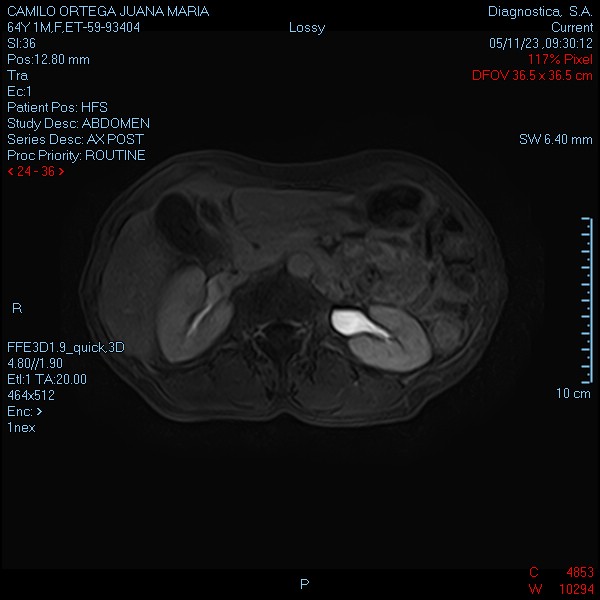 CAMILO ORTEGA JUANA MARIA
64Y 1M,F,ET-59-93404
Sl:36
Pos:12.80 mm
Tra
Ec:1
Patient Pos: HFS
Study Desc: ABDOMEN
Series Desc: AX POST
Proc Priority: ROUTINE
< 24 - 36 >
Lossy
Diagnostica, S.A.
Current
05/11/23 ,09:30:12
117% Pixel
DFOV 36.5 x 36.5 cm
SW 6.40 mm
R
FFE3D1.9_quick,3D
4.80//1.90
Etl:1 TA:20.00
464x512
Enc: >
1nex
10 cm
P
C 4853
W 10294